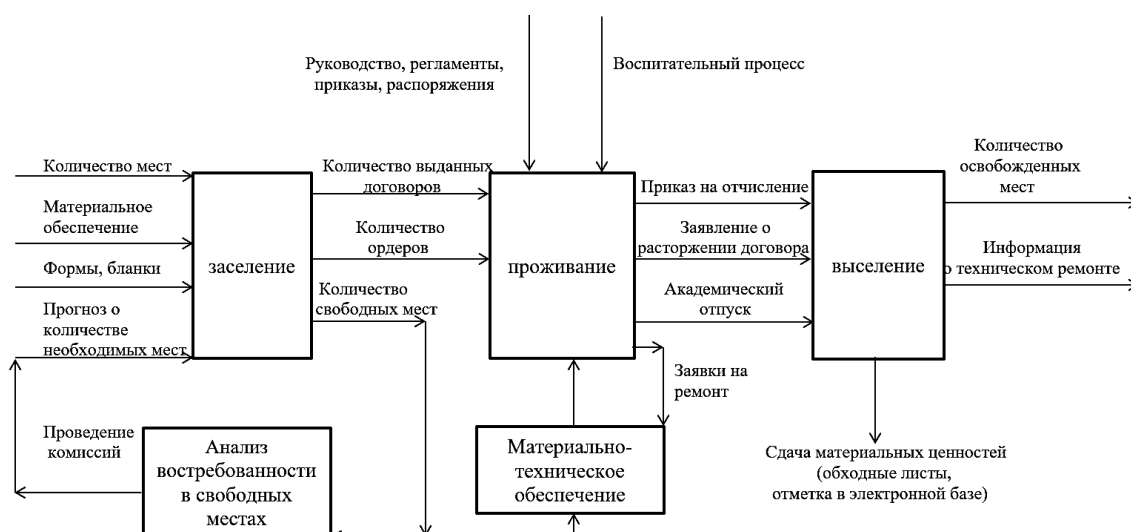 Руководство, регламенты,
приказы, распоряжения
Воспитательный процесс
Количество мест
Материальное
обеспечение
Формы, бланки
Прогноз о
количестве
необходимых мест
заселение
Количество выданных
договоров
Количество
ордеров
Количество
свободных мест
проживание
Приказ на отчисление
Заявление о
расторжении договора
Академический
отпуск
Заявки на
ремонт
выселение
Количество
освобожденных
мест
Информация
о техническом ремонте
Проведение
комиссий
Анализ
востребованности
в свободных
местах
Материально-
техническое
обеспечение
Сдача материальных ценностей
(обходные листы,
отметка в электронной базе)